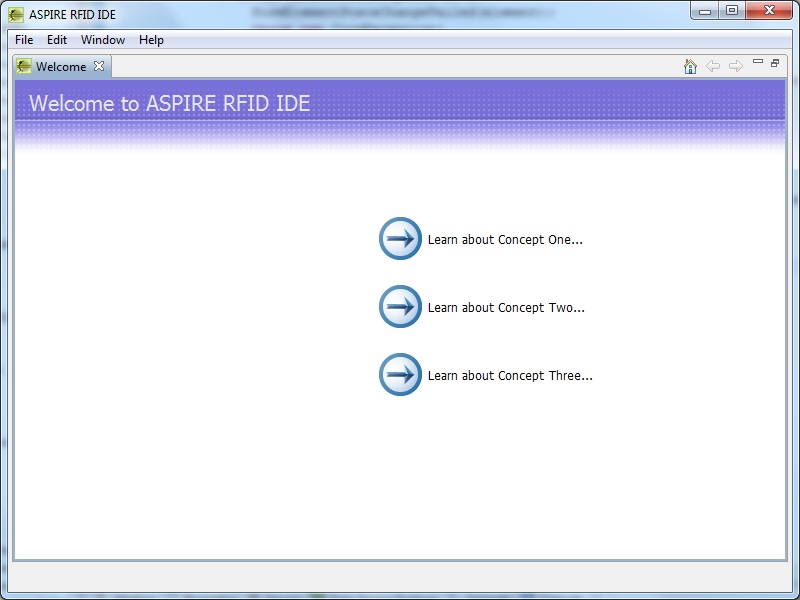 ASPIRE RFID IDE
File Edit Window Help
Welcome
Welcome to ASPIRE RFID IDE
Learn about Concept One...
Learn about Concept Two...
Learn about Concept Three...